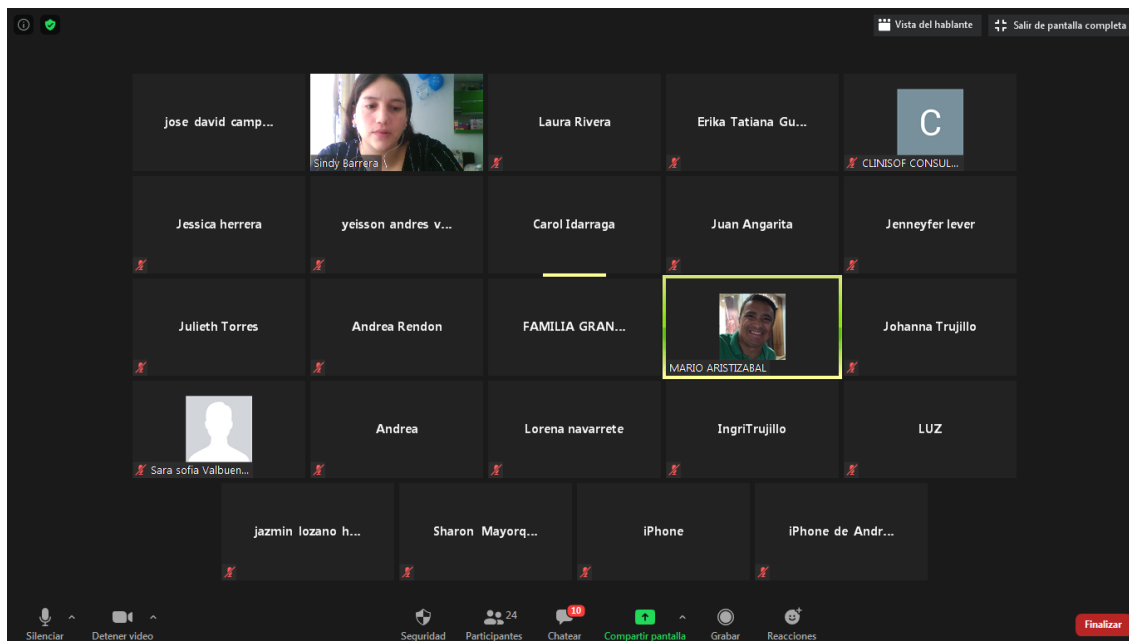 Vista del hablante
Salir de pantalla completa
jose david camp...
Sindy Barrera
Laura Rivera
Erika Tatiana Gu...
C
CLINISOF CONSUL...
Jessica herrera
yeisson andres v...
Carol Idarraga
Juan Angarita
Jenneyfer lever
Julieth Torres
Andrea Rendon
FAMILIA GRAN...
MARIO ARISTIZABAL
Johanna Trujillo
Sara sofia Valbuen...
Andrea
Lorena navarrete
IngriTrujillo
LUZ
jazmin lozano h...
Sharon Mayorq...
iPhone
iPhone de Andr...
Silenciar
Detener video
Seguridad
Participantes
24
Chatear
10
Compartir pantalla
Grabar
Reacciones
Finalizar